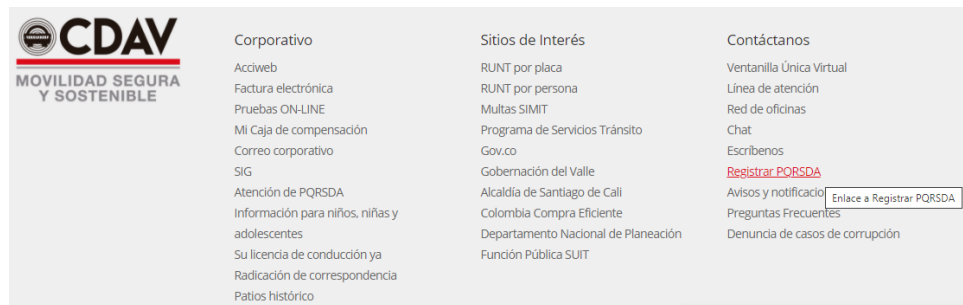 CDAV
MOVILIDAD SEGURA
Y SOSTENIBLE
Corporativo
Acciweb
Factura electrónica
Pruebas ON-LINE
Mi Caja de compensación
Correo corporativo
SIG
Atención de PQRSDA
Información para niños, niñas y
adolescentes
Su licencia de conducción ya
Radicación de correspondencia
Patios histórico
Sitios de Interés
RUNT por placa
RUNT por persona
Multas SIMIT
Programa de Servicios Tránsito
Gov.co
Gobernación del Valle
Alcaldía de Santiago de Cali
Colombia Compra Eficiente
Departamento Nacional de Planeación
Función Pública SUIT
Contáctanos
Ventanilla Única Virtual
Línea de atención
Red de oficinas
Chat
Escríbenos
Registrar PQRSDA
Avisos y notificacio
Enlace a Registrar PQRSDA
Preguntas Frecuentes
Denuncia de casos de corrupción